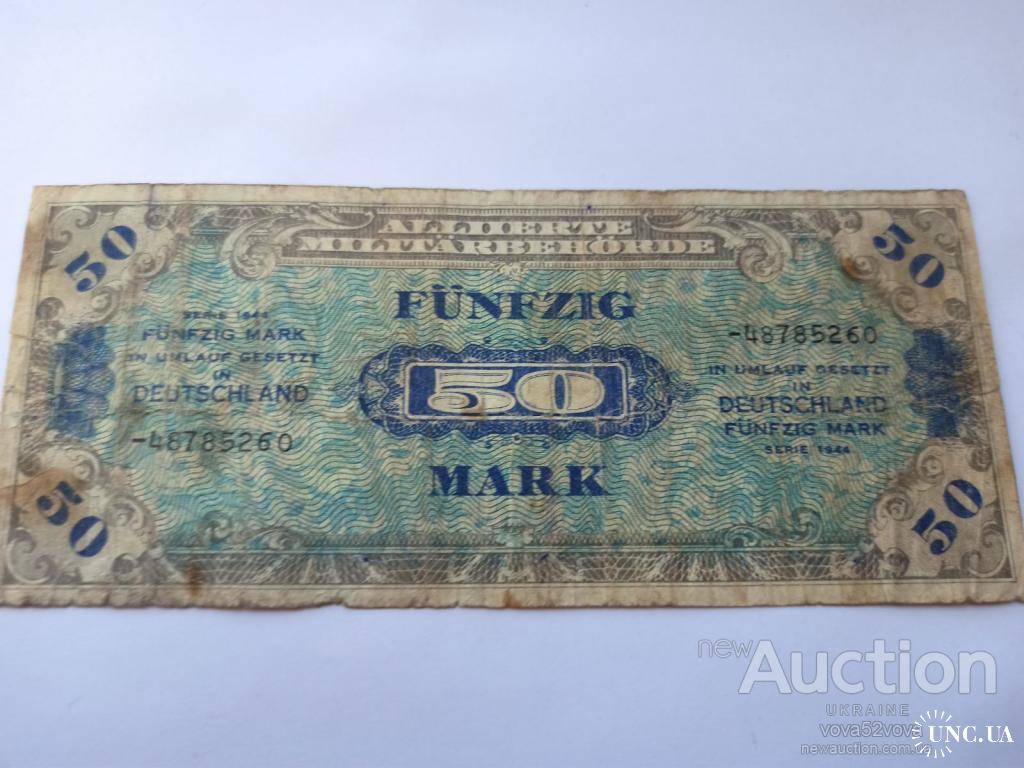 ALLIIERTE
MILITÄRBEHÖRDE
50
50
FÜNFZIG
SERIE 1944
FÜNFZIG MARK
IN UMLAUF GESETZT
IN
DEUTSCHLAND
-48785260
50
-48785260
IN UMLAUF GESETZT
IN
DEUTSCHLAND
FÜNFZIG MARK
SERIE 1944
MARK
50
50
new Auction
UKRAINE
vova52vova
newauction.com.ua
UNC.UA